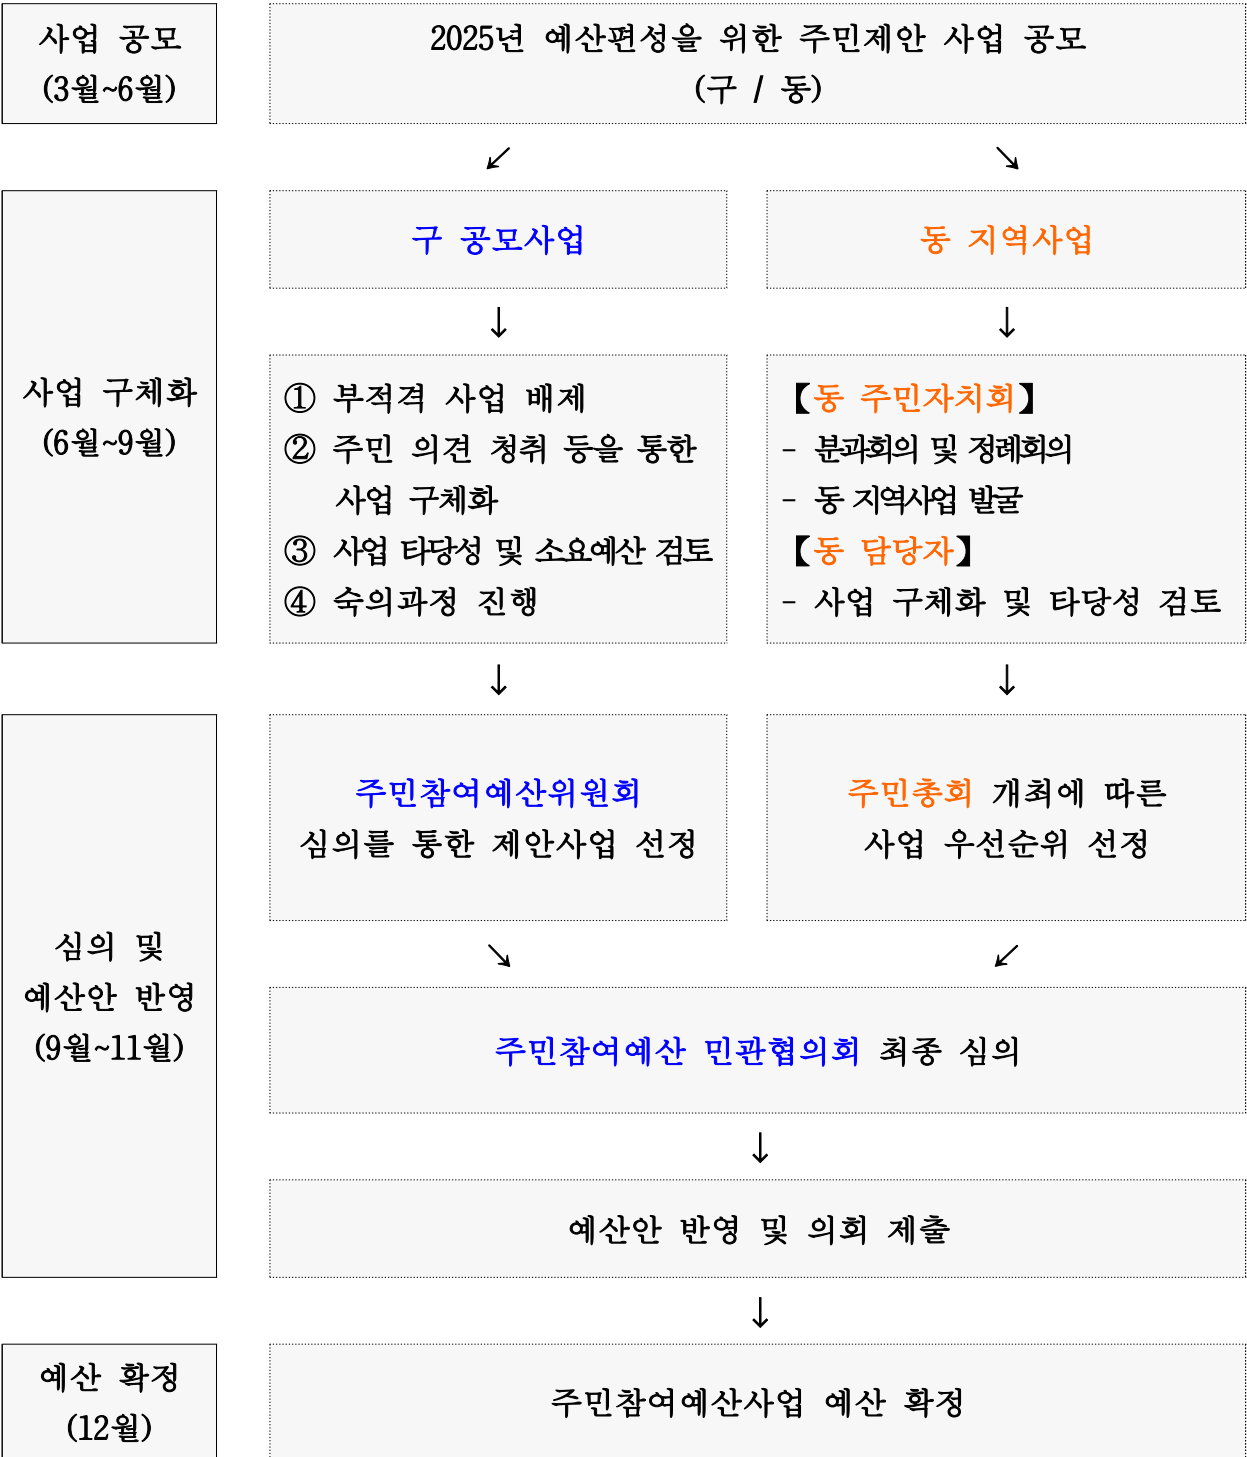 사업 공모
(3월~6월)
2025년 예산편성을 위한 주민제안 사업 공모
(구 / 동)
↙
↘
사업 구체화
(6월~9월)
구 공모사업
동 지역사업
↓
↓
① 부적격 사업 배제
② 주민 의견 청취 등을 통한
사업 구체화
③ 사업 타당성 및 소요예산 검토
④ 숙의과정 진행
【동 주민자치회】
- 분과회의 및 정례회의
- 동 지역사업 발굴
【동 담당자】
- 사업 구체화 및 타당성 검토
↓
↓
심의 및
예산안 반영
(9월~11월)
주민참여예산위원회
심의를 통한 제안사업 선정
주민총회 개최에 따른
사업 우선순위 선정
↘
↙
주민참여예산 민관협의회 최종 심의
↓
예산안 반영 및 의회 제출
↓
예산 확정
(12월)
주민참여예산사업 예산 확정